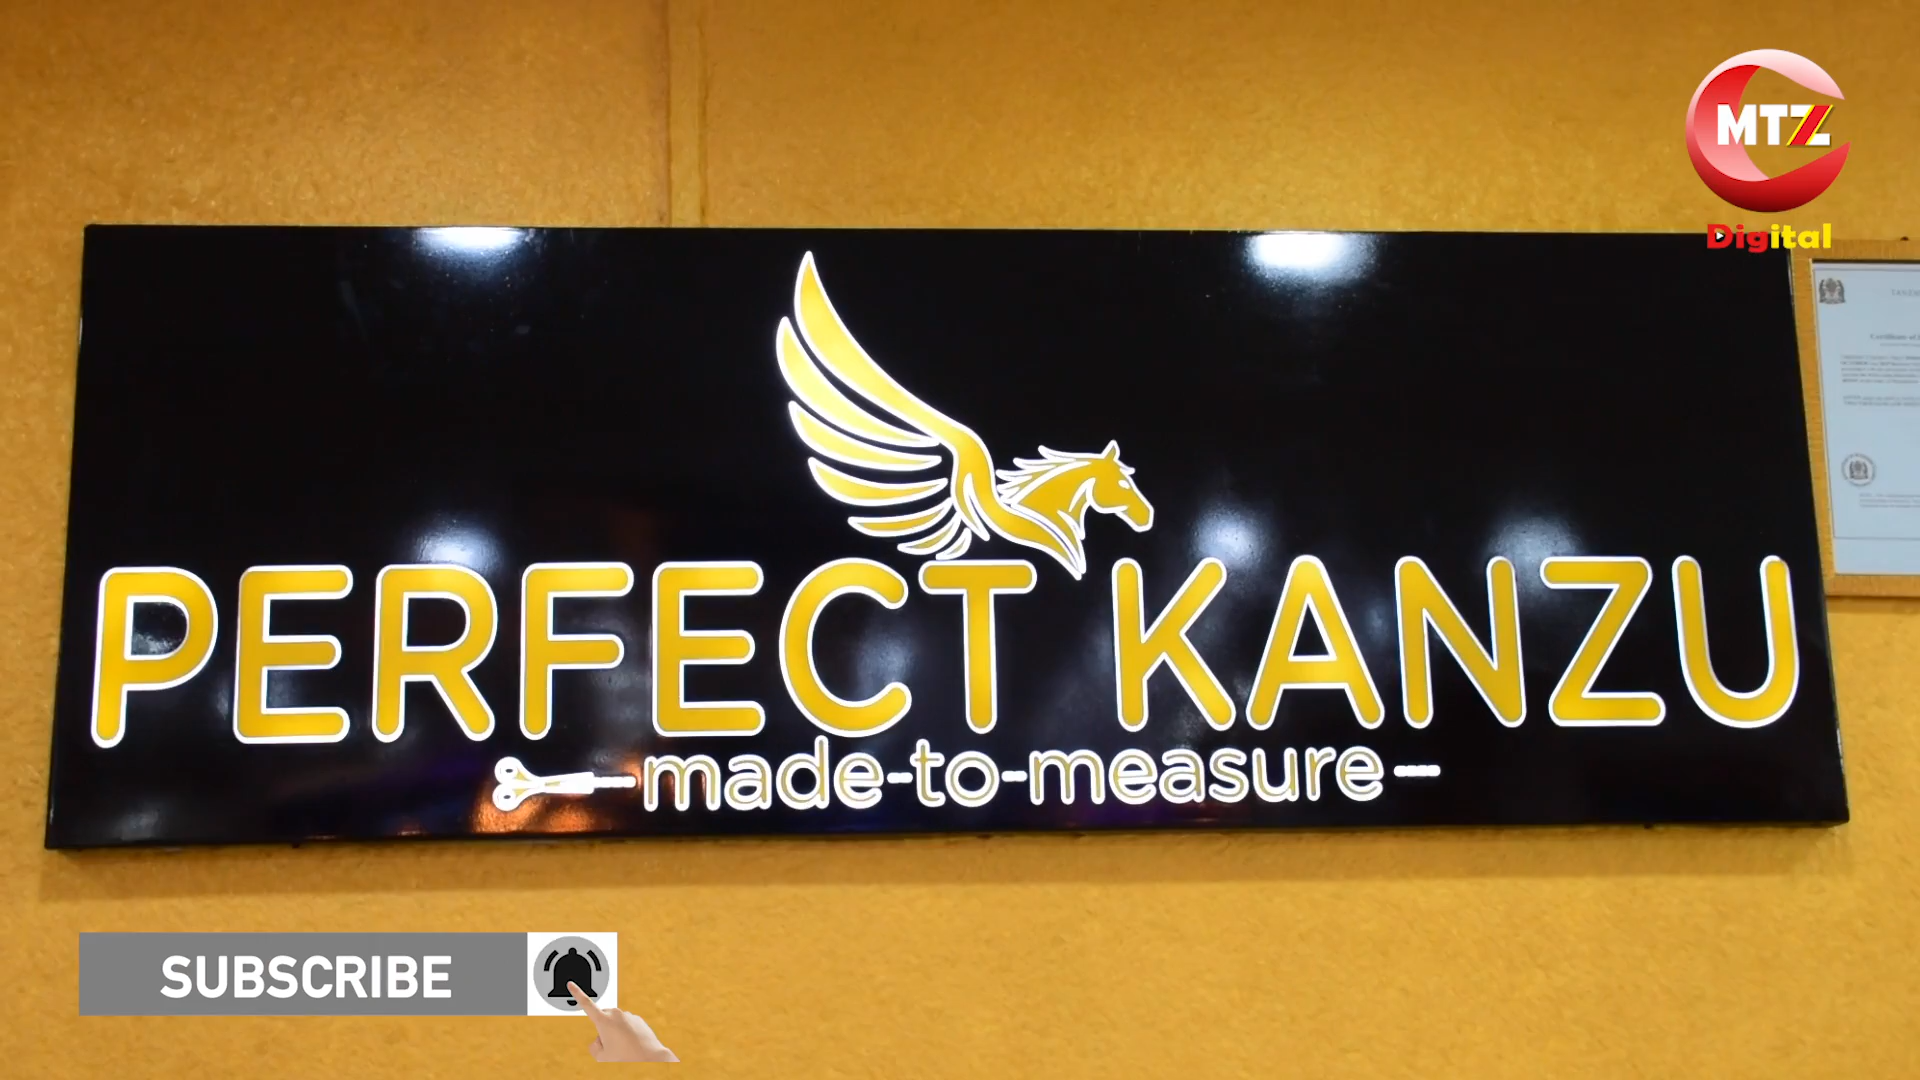 MTZ
Digital
PERFECT KANZU
made-to-measure
SUBSCRIBE